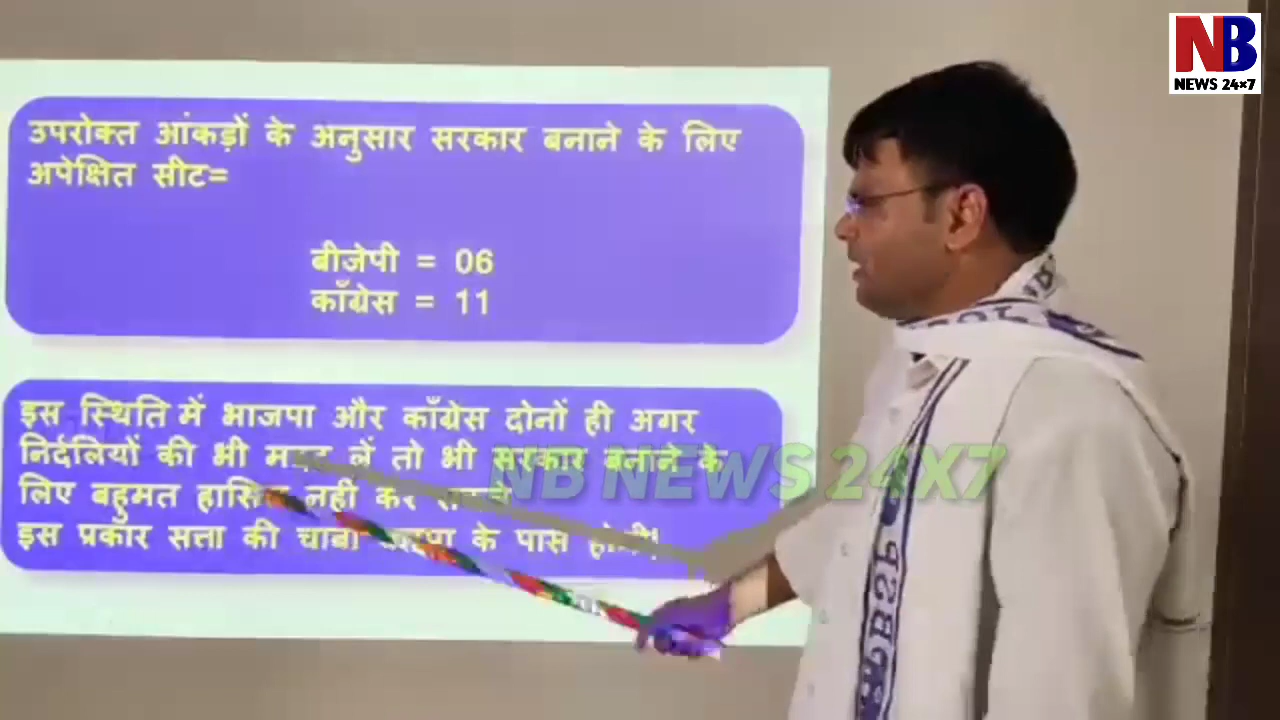 उपरोक्त आंकड़ों के अनुसार सरकार बनाने के लिए
अपेक्षित सीट=
बीजेपी = 06
काँग्रेस = 11
इस स्थिति में भाजपा और काँग्रेस दोनों ही अगर
निर्दलियों की भी लें तो भी सरकार बनाने के
लिए बहुमत हासिल नही कर
इस प्रकार सत्ता की चाबी के पास होगी।
NB
NEWS 24×7
NB NEWS 24X7